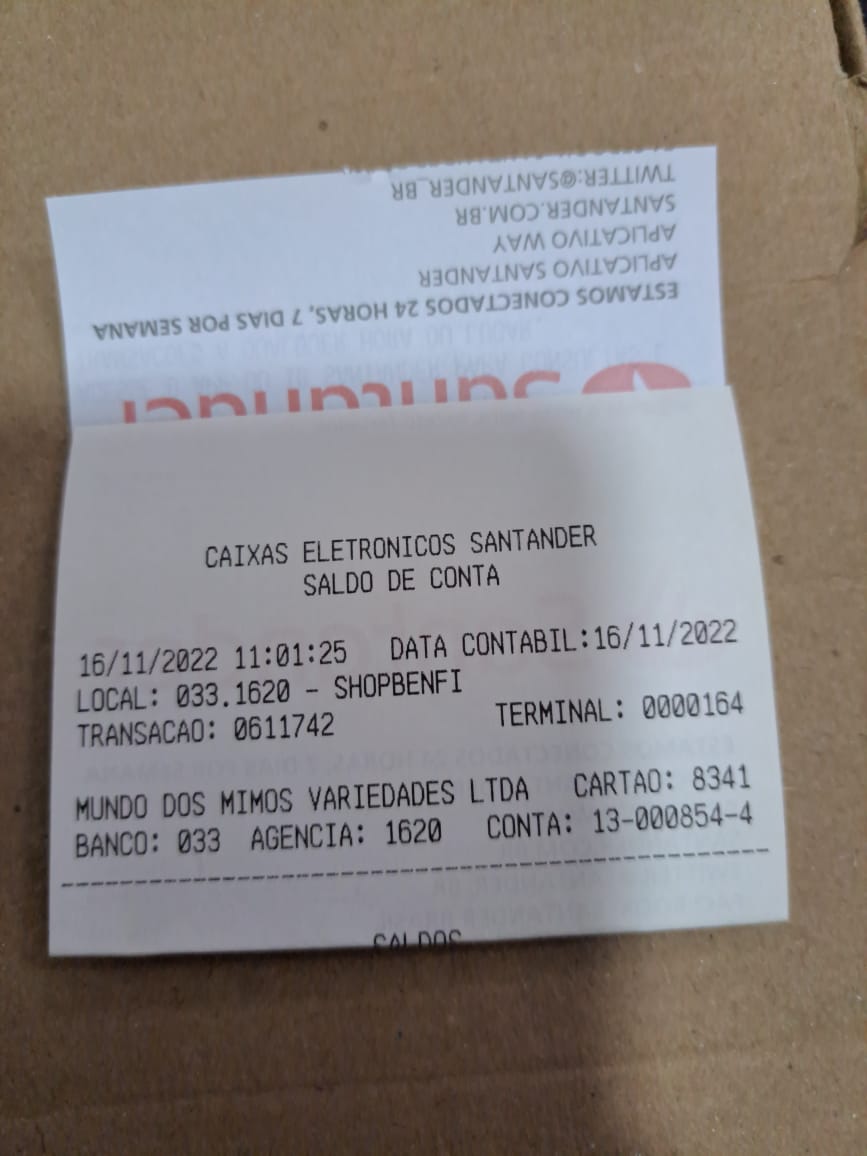 TWITTER:@SANTANDER_BR
SANTANDER.COM.BR
APLICATIVO WAY
APLICATIVO SANTANDER
ESTAMOS CONECTADOS 24 HORAS, 7 DIAS POR SEMANA
Santander
CAIXAS ELETRONICOS SANTANDER
SALDO DE CONTA
16/11/2022 11:01:25 DATA CONTABIL:16/11/2022
LOCAL: 033.1620 - SHOPBENFI
TRANSACAO: 0611742 TERMINAL: 0000164
MUNDO DOS MIMOS VARIEDADES LTDA CARTAO: 8341
BANCO: 033 AGENCIA: 1620 CONTA: 13-000854-4
SALDOS